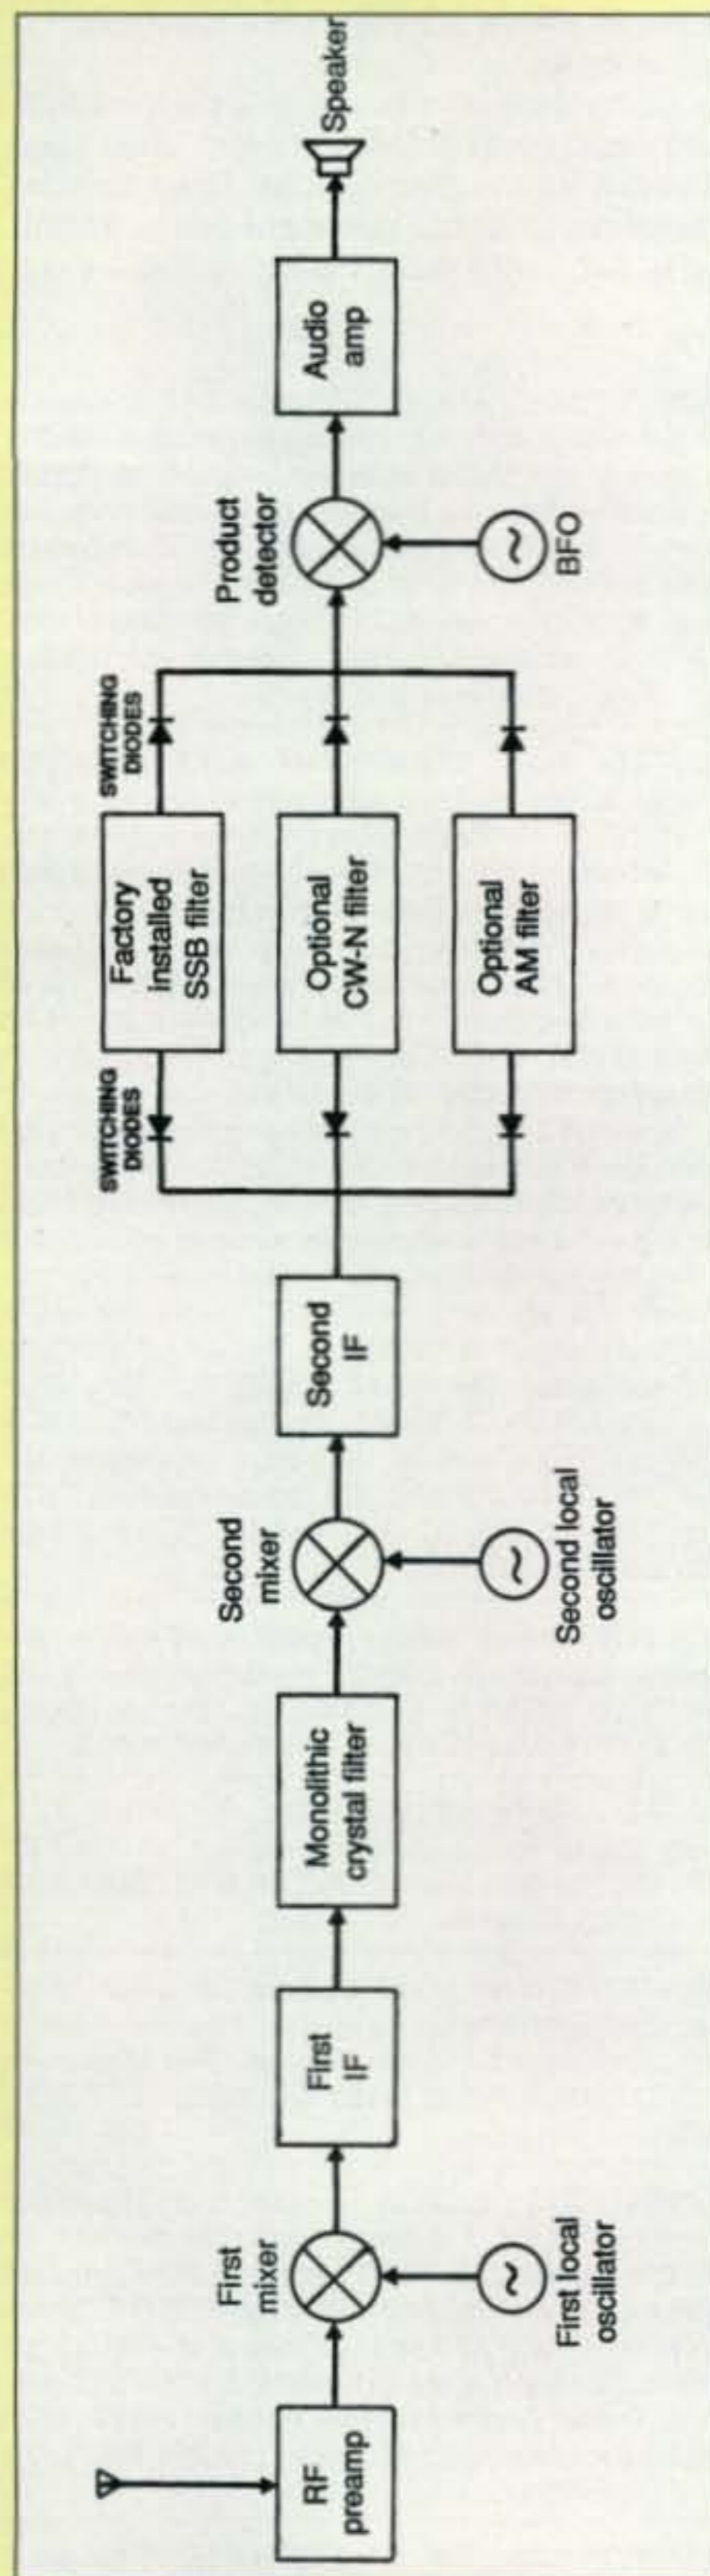 RF
preamp
First
mixer
First local
oscillator
First
IF
Monolithic
crystal filter
Second
mixer
Second local
oscillator
Second
IF
SWITCHING
DIODES
Factory
installed
SSB filter
Optional
CW-N filter
Optional
AM filter
SWITCHING
DIODES
Product
detector
BFO
Audio
amp
Speaker